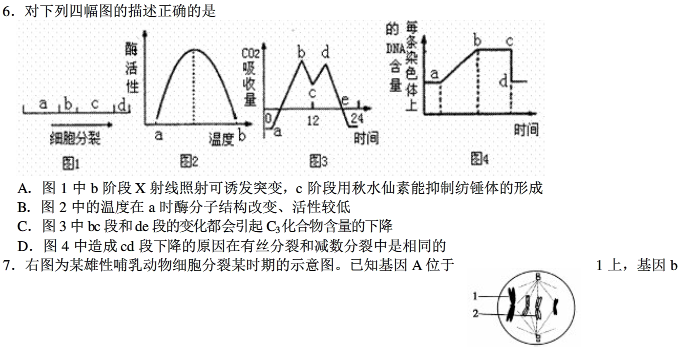 6．对下列四幅图的描述正确的是
a b c d
细胞分裂
图1
酶活性
a 温度 b
图2
CO2吸收量
b d
c
e
0 12 24
a 时间
图3
每条染色体上的DNA含量
b c
a
d
时间
图4
A．图 1 中 b 阶段 X 射线照射可诱发突变，c 阶段用秋水仙素能抑制纺锤体的形成
B．图 2 中的温度在 a 时酶分子结构改变、活性较低
C．图 3 中 bc 段和 de 段的变化都会引起 C₃化合物含量的下降
D．图 4 中造成 cd 段下降的原因在有丝分裂和减数分裂中是相同的
7．右图为某雄性哺乳动物细胞分裂某时期的示意图。已知基因 A 位于 1 上，基因 b
B
1
2
B